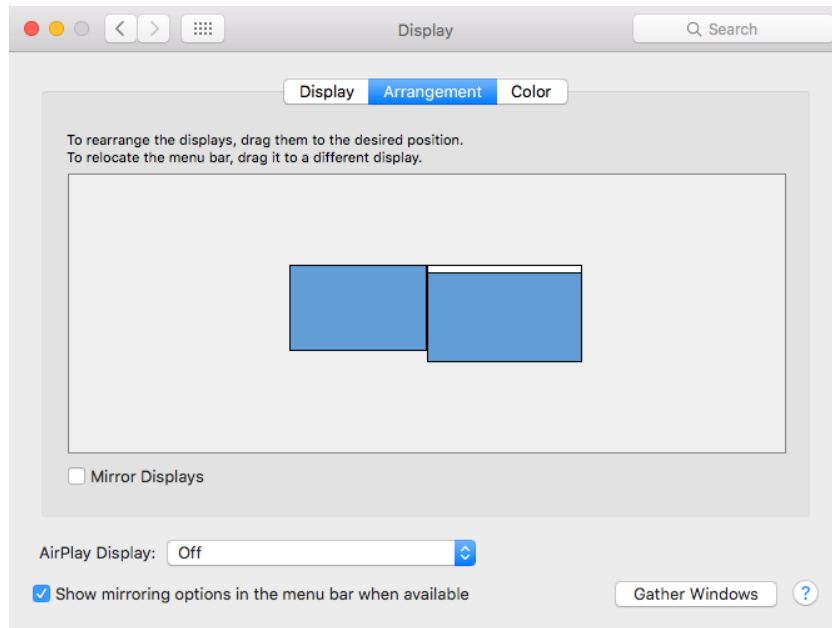 Display
Search
Display Arrangement Color
To rearrange the displays, drag them to the desired position.
To relocate the menu bar, drag it to a different display.
Mirror Displays
AirPlay Display: Off
Show mirroring options in the menu bar when available
Gather Windows ?